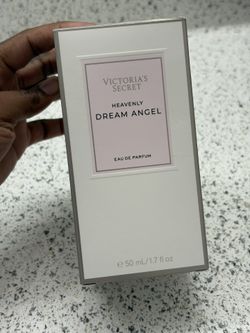 VICTORIA'S
SECRET
HEAVENLY
DREAM ANGEL
EAU DE PARFUM
℮ 50 mL/1.7 fl oz